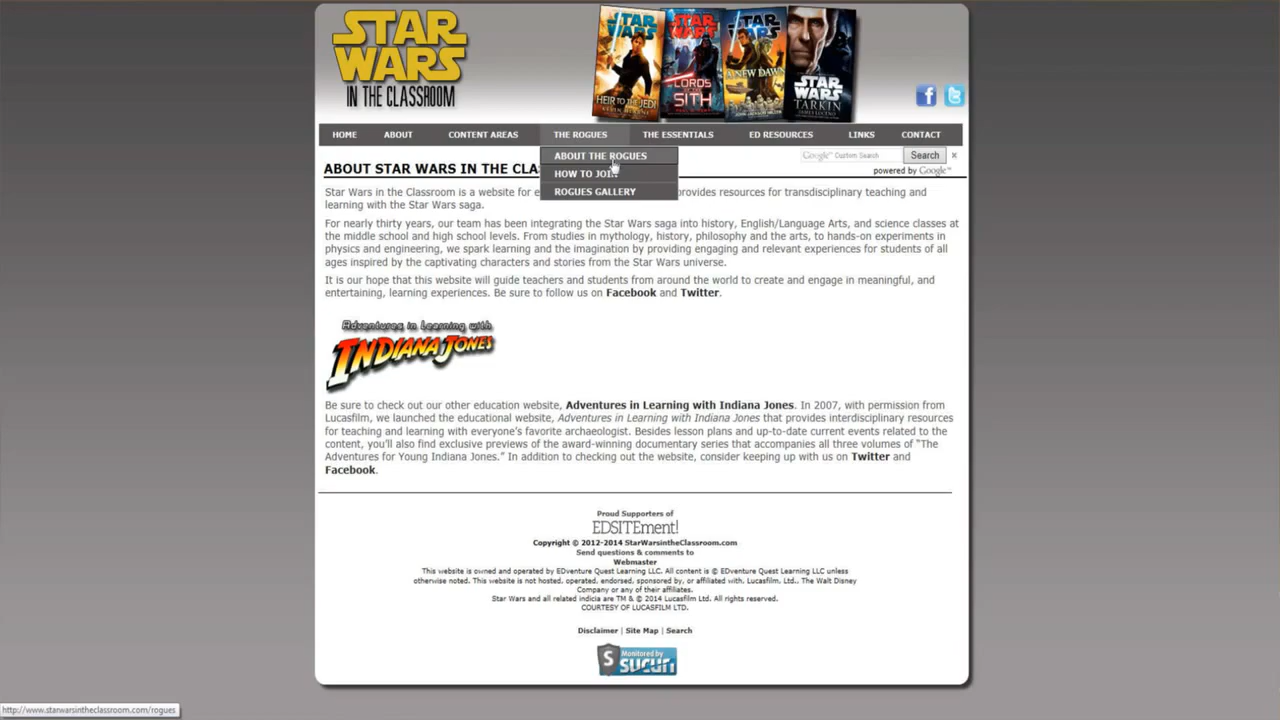 STAR
WARS
IN THE CLASSROOM
STAR WARS
HEIR TO THE JEDI
STAR WARS
LORDS OF THE SITH
STAR WARS
A NEW DAWN
STAR WARS
TARKIN
HOME ABOUT CONTENT AREAS THE ROGUES THE ESSENTIALS ED RESOURCES LINKS CONTACT
ABOUT THE ROGUES
HOW TO JOIN
ROGUES GALLERY
Google™ Custom Search Search ×
powered by Google™
ABOUT STAR WARS IN THE CLA
Star Wars in the Classroom is a website for e provides resources for transdisciplinary teaching and
learning with the Star Wars saga.
For nearly thirty years, our team has been integrating the Star Wars saga into history, English/Language Arts, and science classes at
the middle school and high school levels. From studies in mythology, history, philosophy and the arts, to hands-on experiments in
physics and engineering, we spark learning and the imagination by providing engaging and relevant experiences for students of all
ages inspired by the captivating characters and stories from the Star Wars universe.
It is our hope that this website will guide teachers and students from around the world to create and engage in meaningful, and
entertaining, learning experiences. Be sure to follow us on Facebook and Twitter.
Adventures in Learning with
INDIANA JONES
Be sure to check out our other education website, Adventures in Learning with Indiana Jones. In 2007, with permission from
Lucasfilm, we launched the educational website, Adventures in Learning with Indiana Jones that provides interdisciplinary resources
for teaching and learning with everyone's favorite archaeologist. Besides lesson plans and up-to-date current events related to the
content, you'll also find exclusive previews of the award-winning documentary series that accompanies all three volumes of "The
Adventures for Young Indiana Jones." In addition to checking out the website, consider keeping up with us on Twitter and
Facebook.
Proud Supporters of
EDSITEment!
Copyright © 2012-2014 StarWarsintheClassroom.com
Send questions & comments to
Webmaster
This website is owned and operated by EDventure Quest Learning LLC. All content is © EDventure Quest Learning LLC unless
otherwise noted. This website is not hosted, operated, endorsed, sponsored by, or affiliated with, Lucasfilm, Ltd., The Walt Disney
Company or any of their affiliates.
Star Wars and all related indicia are TM & © 2014 Lucasfilm Ltd. All rights reserved.
COURTESY OF LUCASFILM LTD.
Disclaimer | Site Map | Search
S Monitored by
sucuri
http://www.starwarsintheclassroom.com/rogues